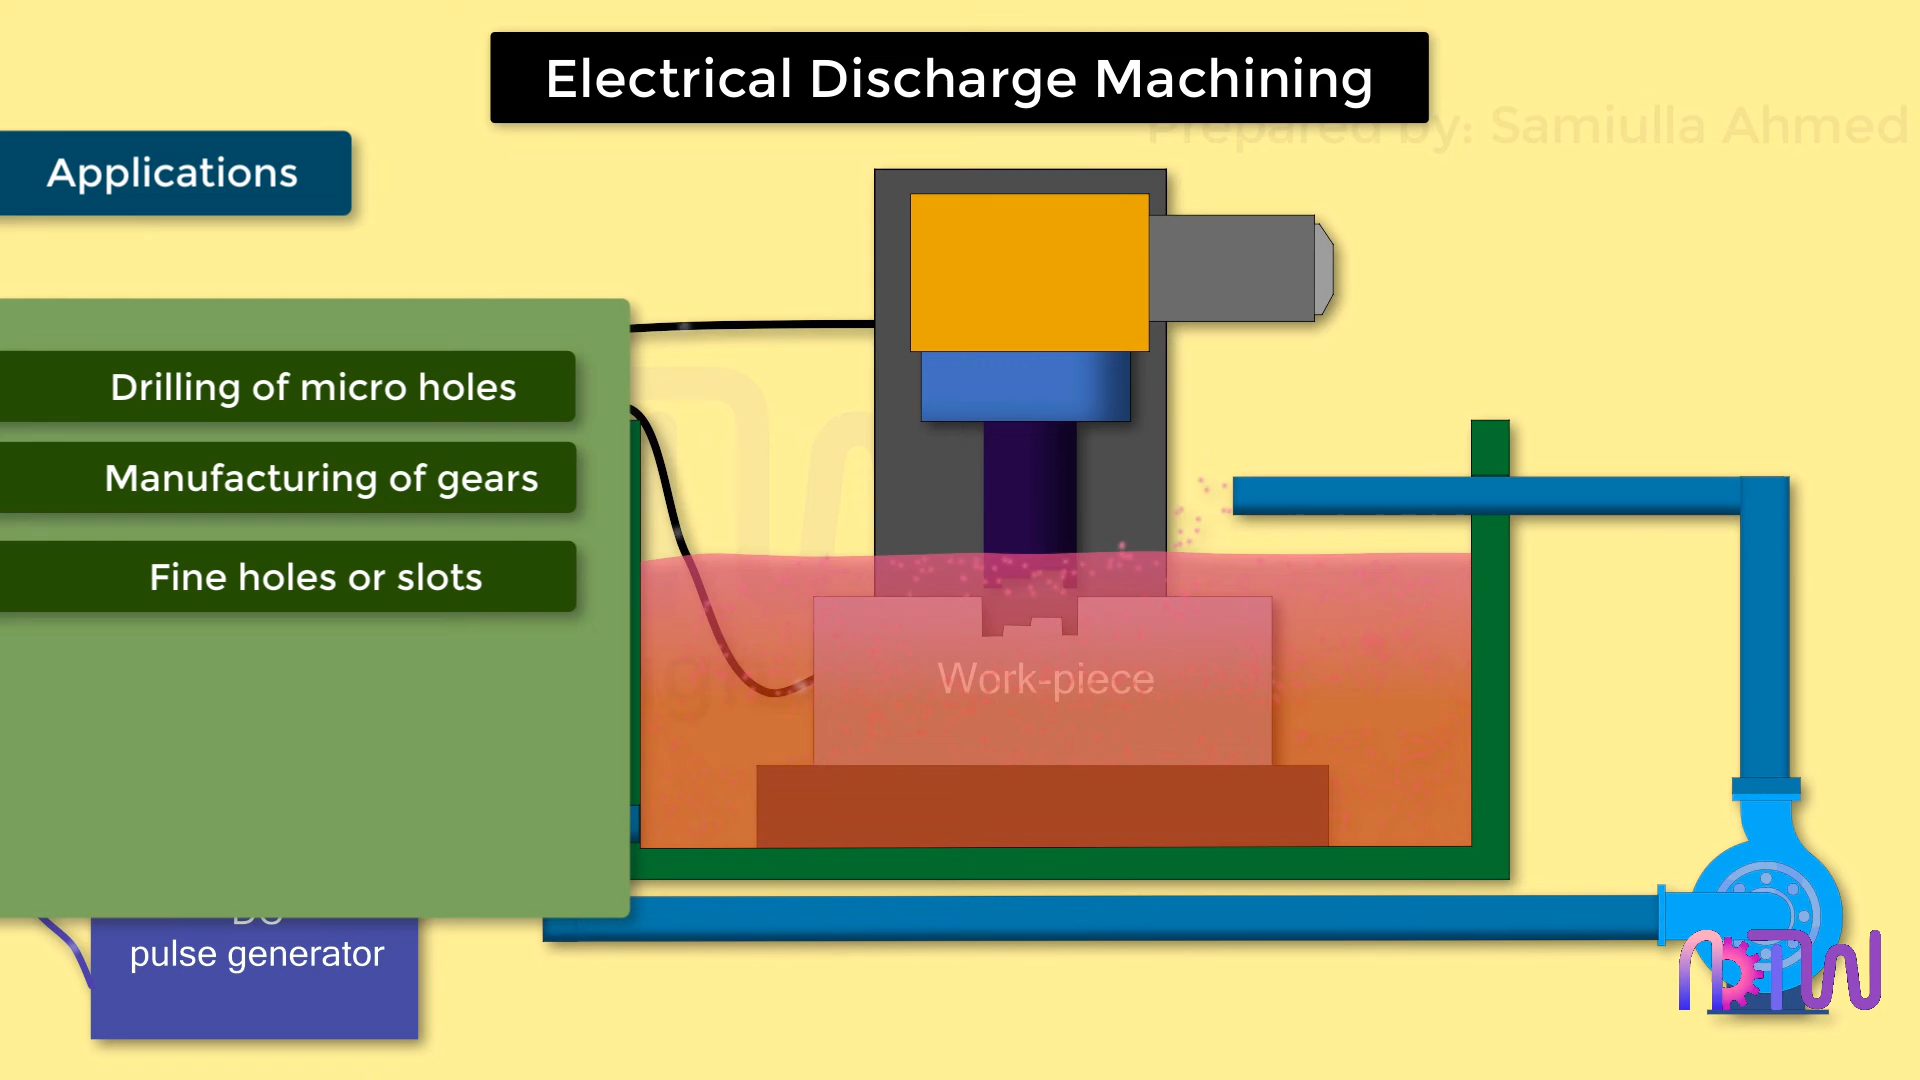 Electrical Discharge Machining
Prepared by: Samiulla Ahmed
Applications
Drilling of micro holes
Manufacturing of gears
Fine holes or slots
Work-piece
DC
pulse generator